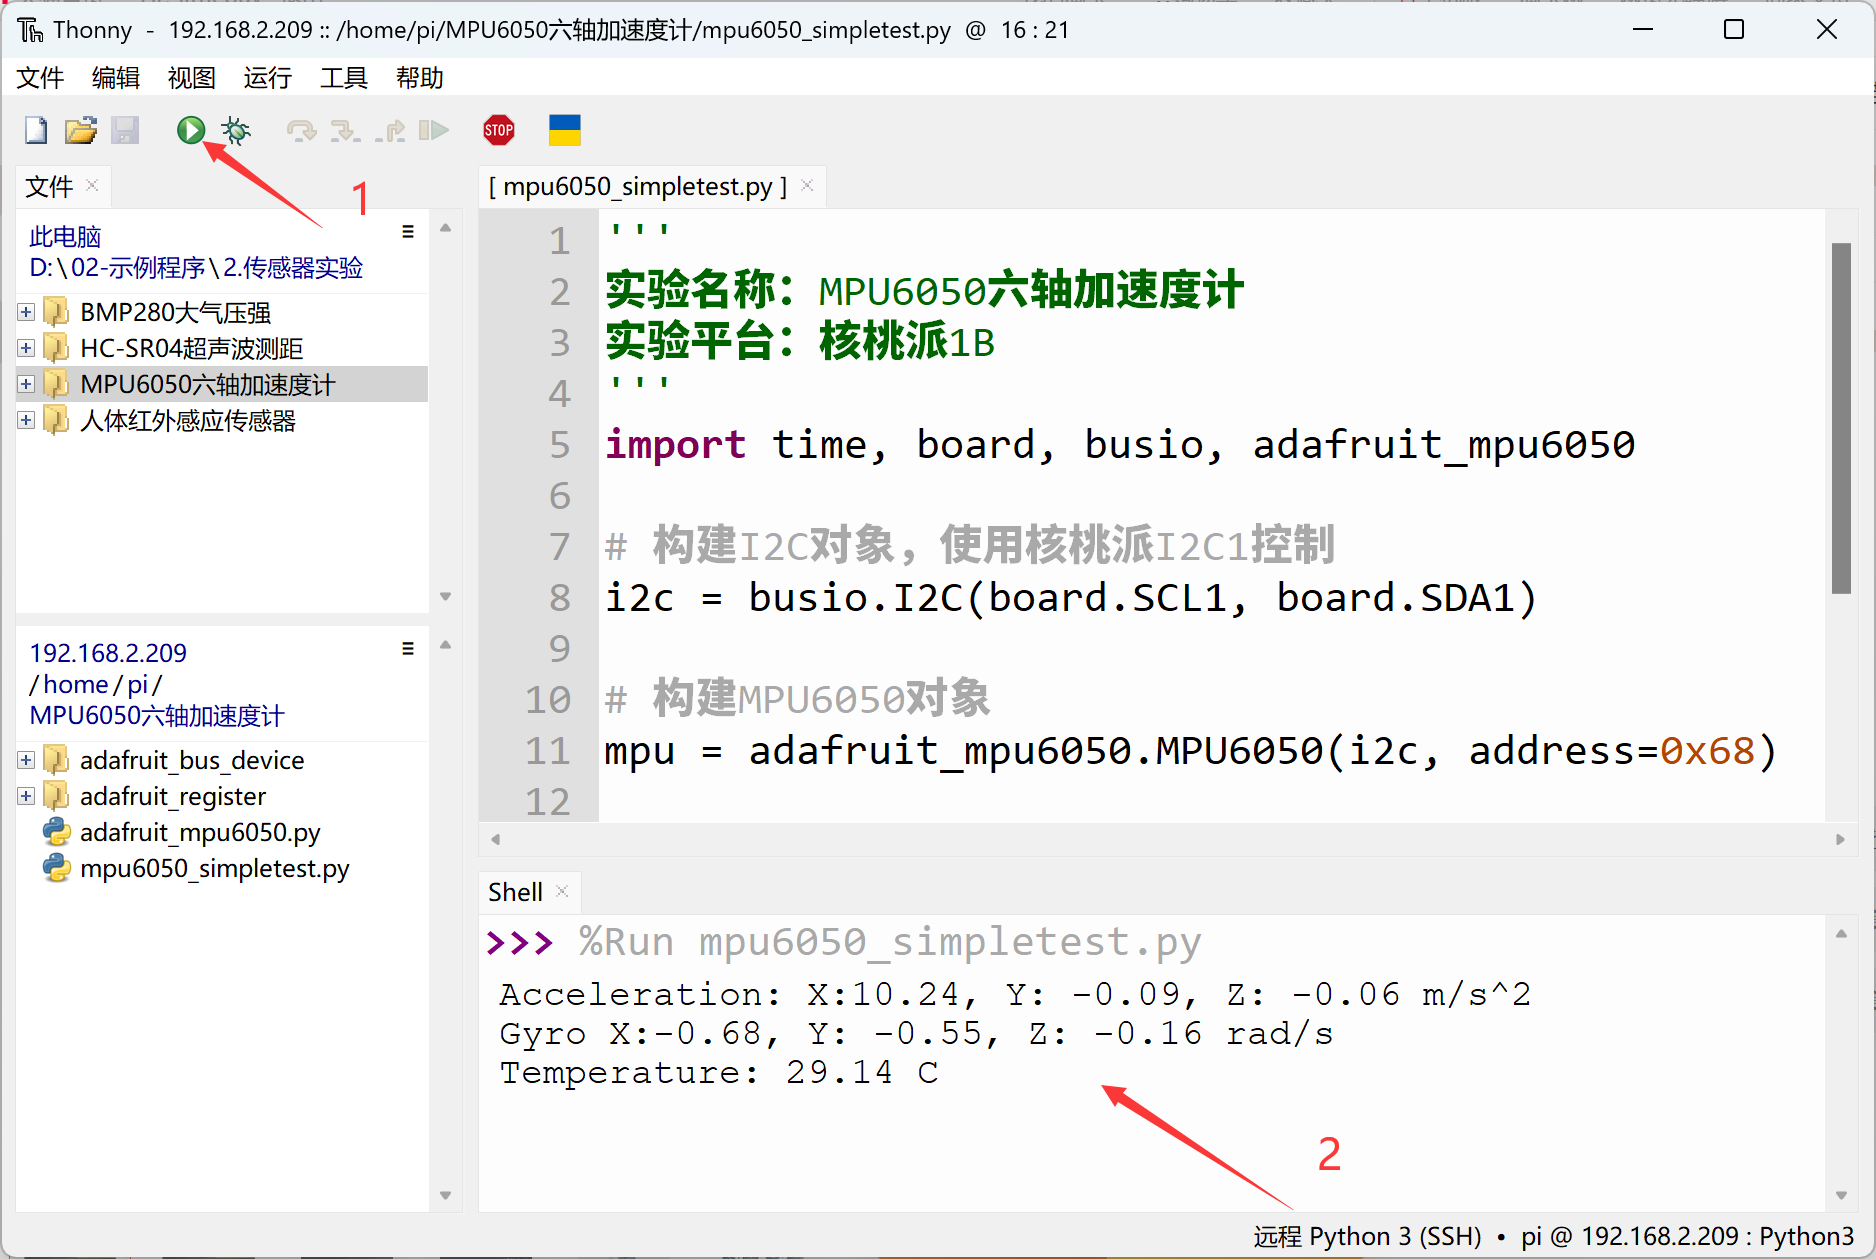 Thonny - 192.168.2.209 :: /home/pi/MPU6050六轴加速度计/mpu6050_simpletest.py @ 16 : 21
文件 编辑 视图 运行 工具 帮助
STOP
1
文件
此电脑
D:\02-示例程序\2.传感器实验
BMP280大气压强
HC-SR04超声波测距
MPU6050六轴加速度计
人体红外感应传感器
192.168.2.209
/home/pi/
MPU6050六轴加速度计
adafruit_bus_device
adafruit_register
adafruit_mpu6050.py
mpu6050_simpletest.py
[ mpu6050_simpletest.py ]
1 '''
2 实验名称：MPU6050六轴加速度计
3 实验平台：核桃派1B
4 '''
5 import time, board, busio, adafruit_mpu6050
6
7 # 构建I2C对象，使用核桃派I2C1控制
8 i2c = busio.I2C(board.SCL1, board.SDA1)
9
10 # 构建MPU6050对象
11 mpu = adafruit_mpu6050.MPU6050(i2c, address=0x68)
12
Shell
>>> %Run mpu6050_simpletest.py
Acceleration: X:10.24, Y: -0.09, Z: -0.06 m/s^2
Gyro X:-0.68, Y: -0.55, Z: -0.16 rad/s
Temperature: 29.14 C
2
远程 Python 3 (SSH) • pi @ 192.168.2.209 : Python3